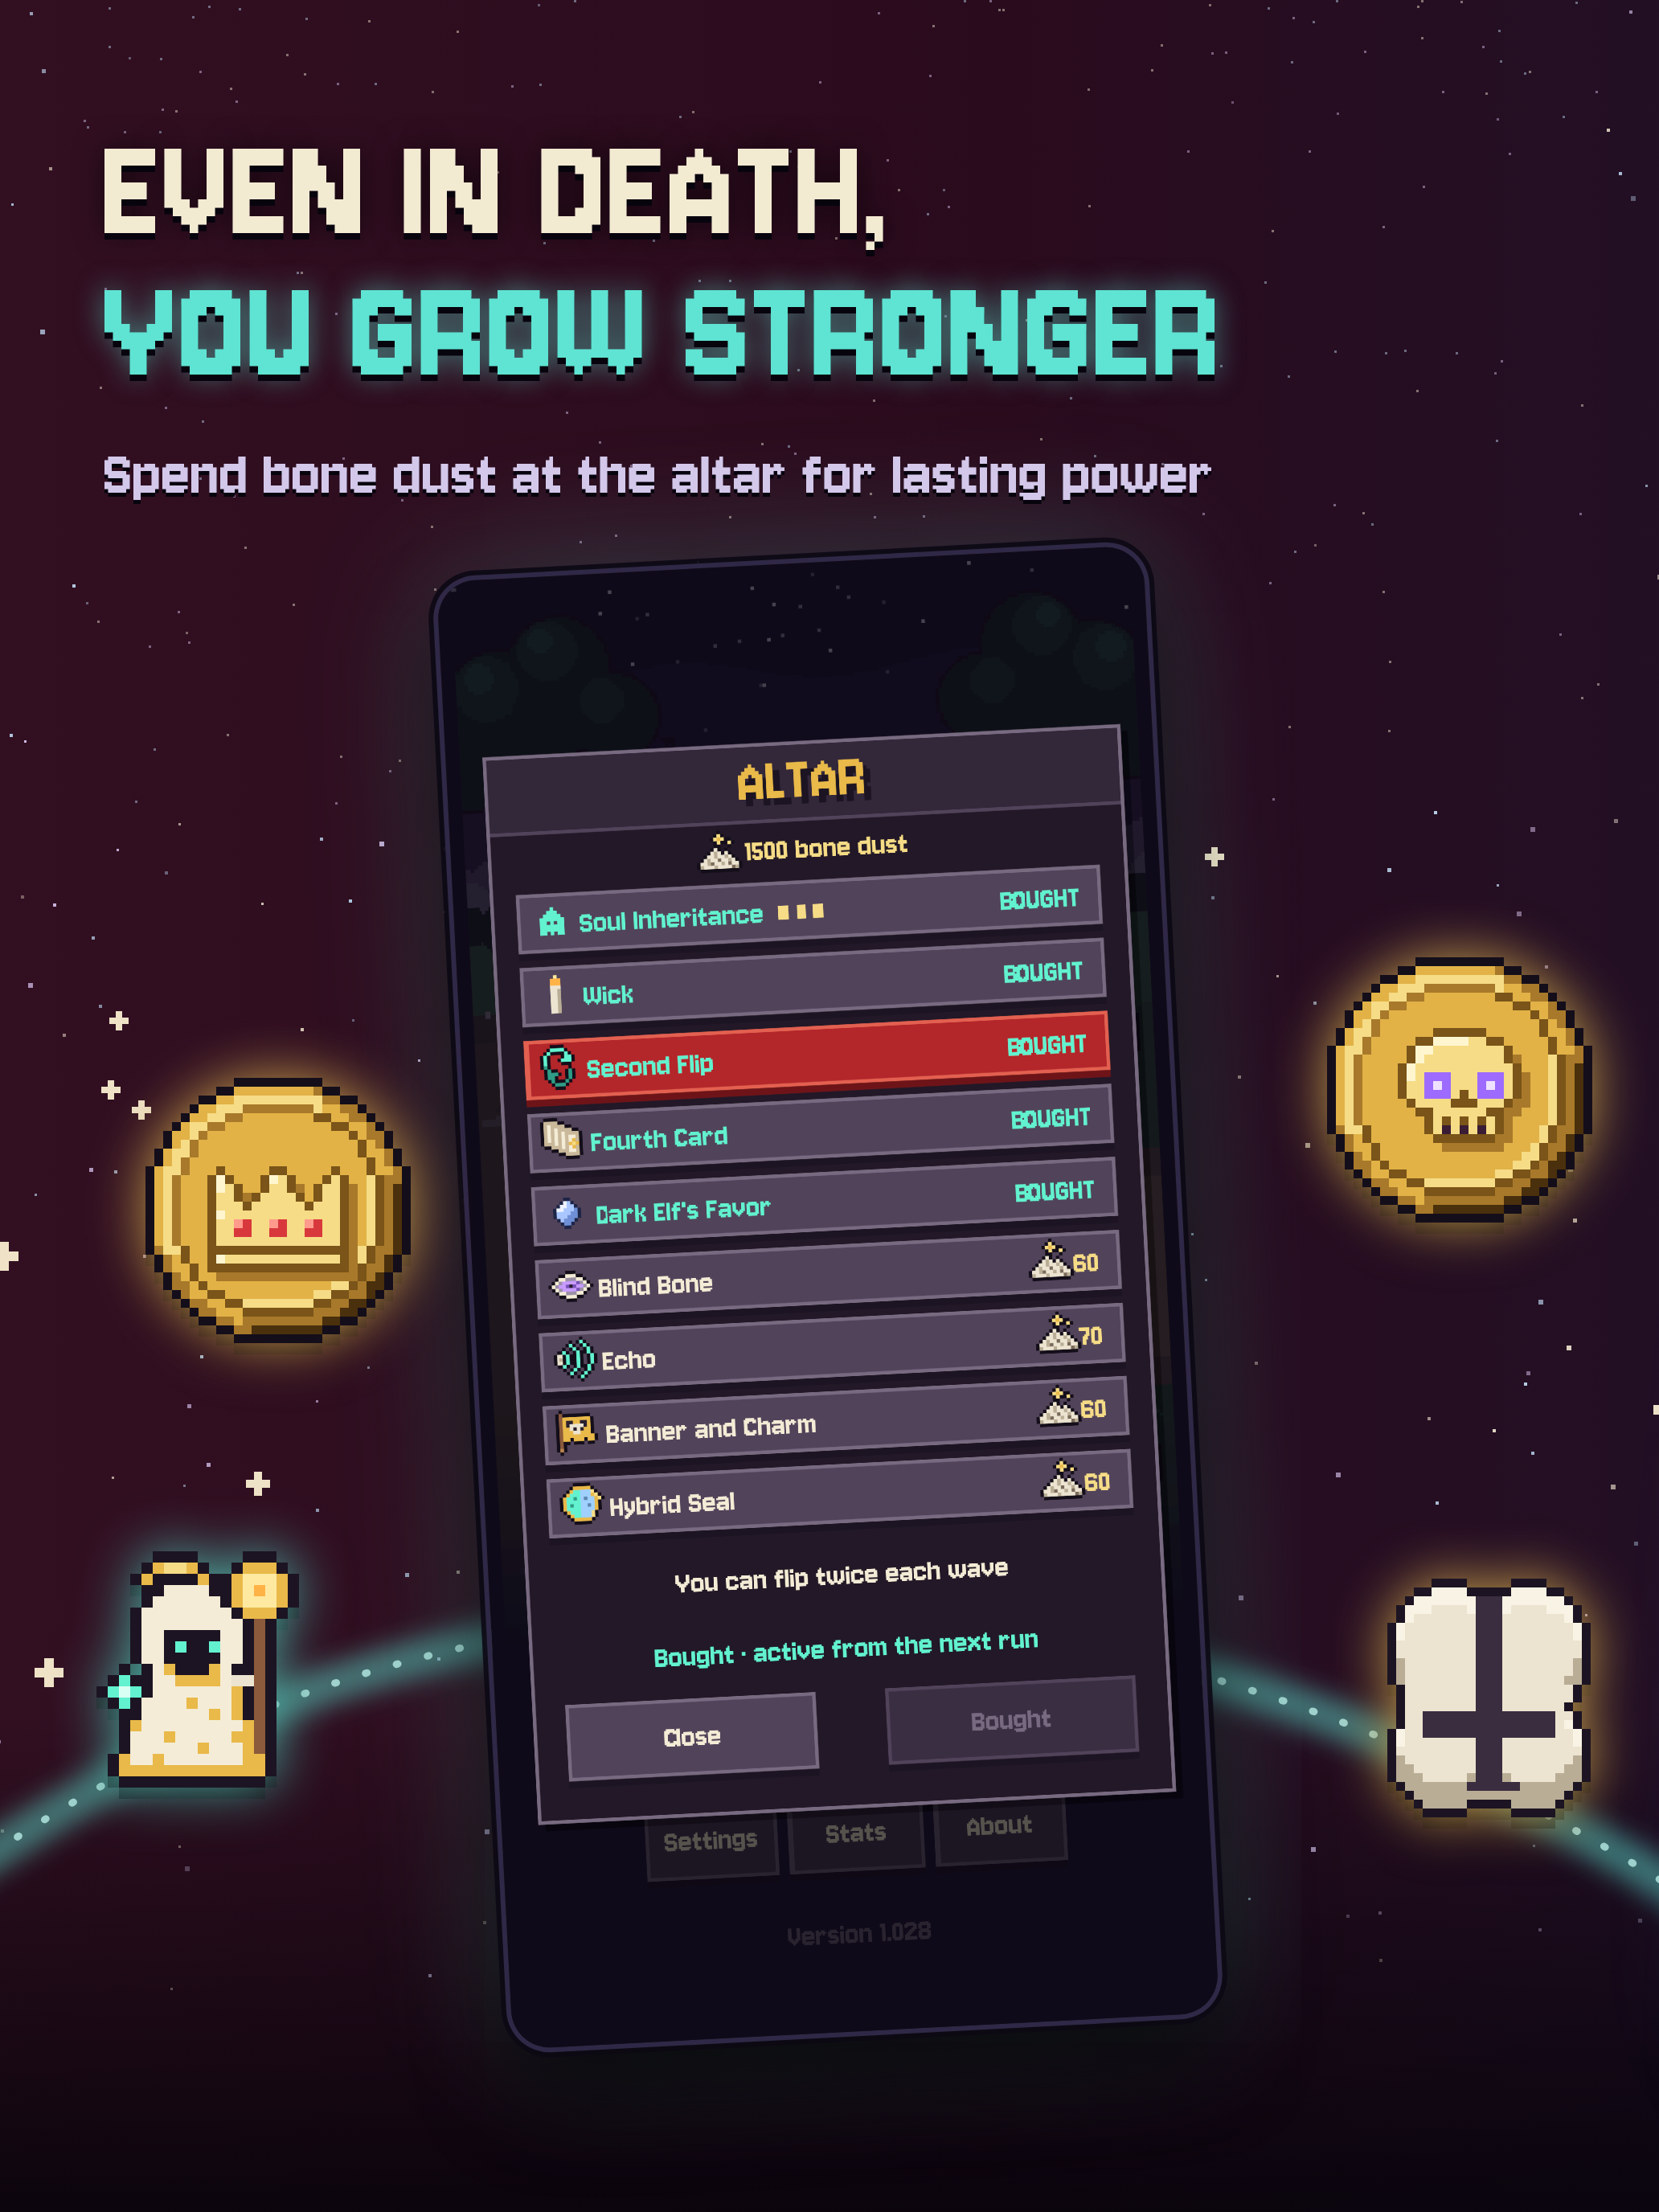 EVEN IN DEATH,
YOU GROW STRONGER
Spend bone dust at the altar for lasting power
ALTAR
1500 bone dust
Soul Inheritance BOUGHT
Wick BOUGHT
Second Flip BOUGHT
Fourth Card BOUGHT
Dark Elf's Favor BOUGHT
Blind Bone 60
Echo 70
Banner and Charm 60
Hybrid Seal 60
You can flip twice each wave
Bought · active from the next run
Close Bought
Settings Stats About
Version 1.028